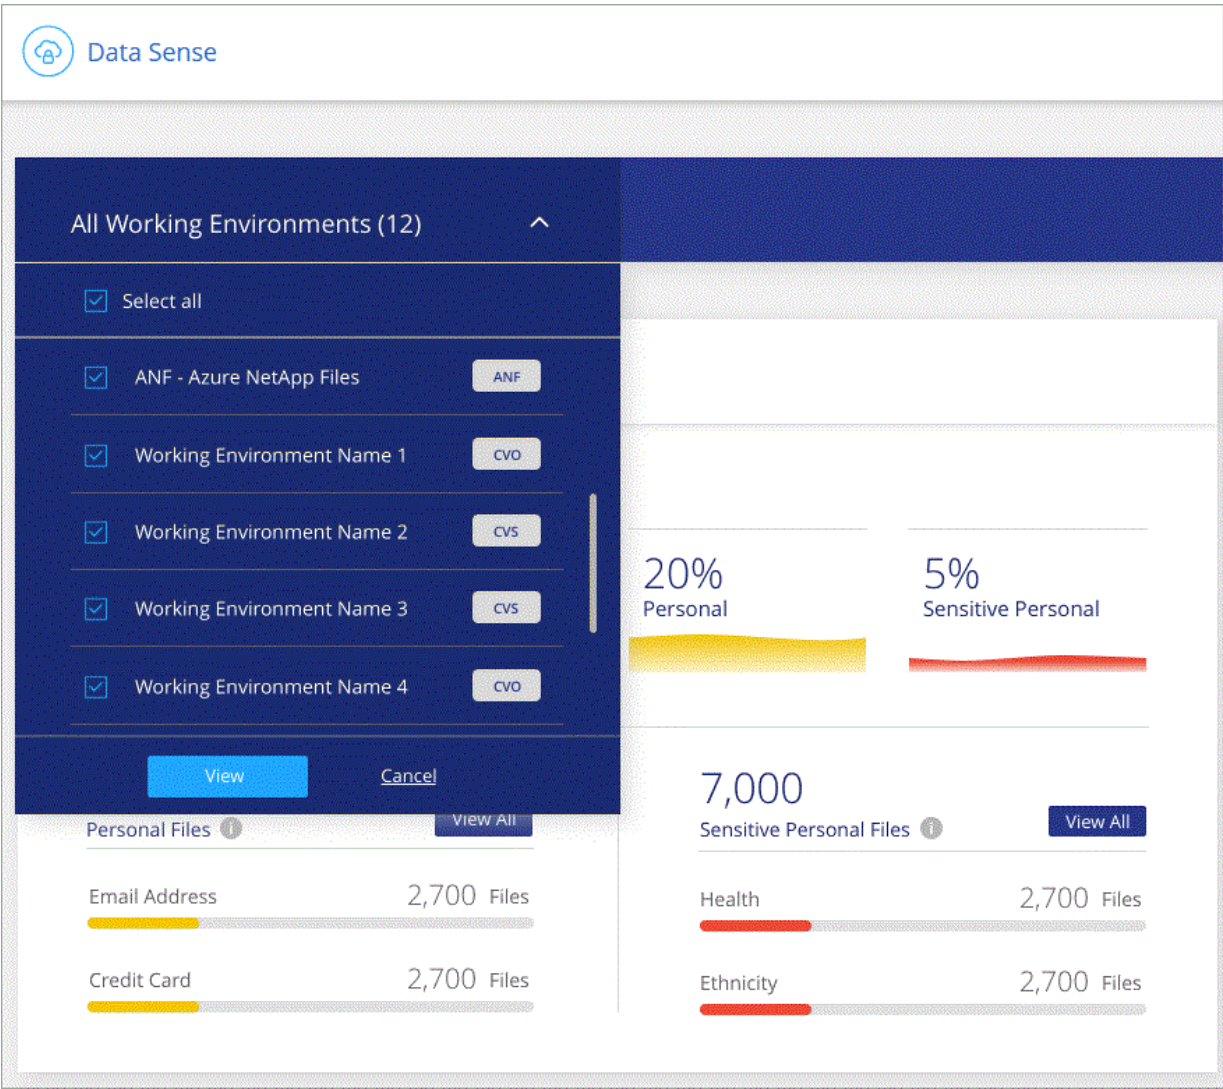 Data Sense
All Working Environments (12)
Select all
ANF - Azure NetApp Files ANF
Working Environment Name 1 CVO
Working Environment Name 2 CVS
Working Environment Name 3 CVS
Working Environment Name 4 CVO
View Cancel
20%
Personal
5%
Sensitive Personal
Personal Files
View All
Email Address 2,700 Files
Credit Card 2,700 Files
7,000
Sensitive Personal Files
View All
Health 2,700 Files
Ethnicity 2,700 Files